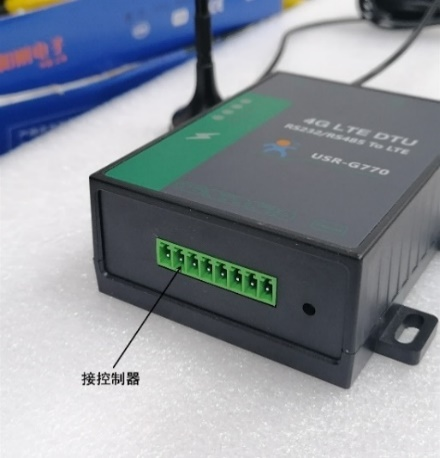 4G LTE DTU
RS232/RS485 To LTE
USR-G770
接控制器